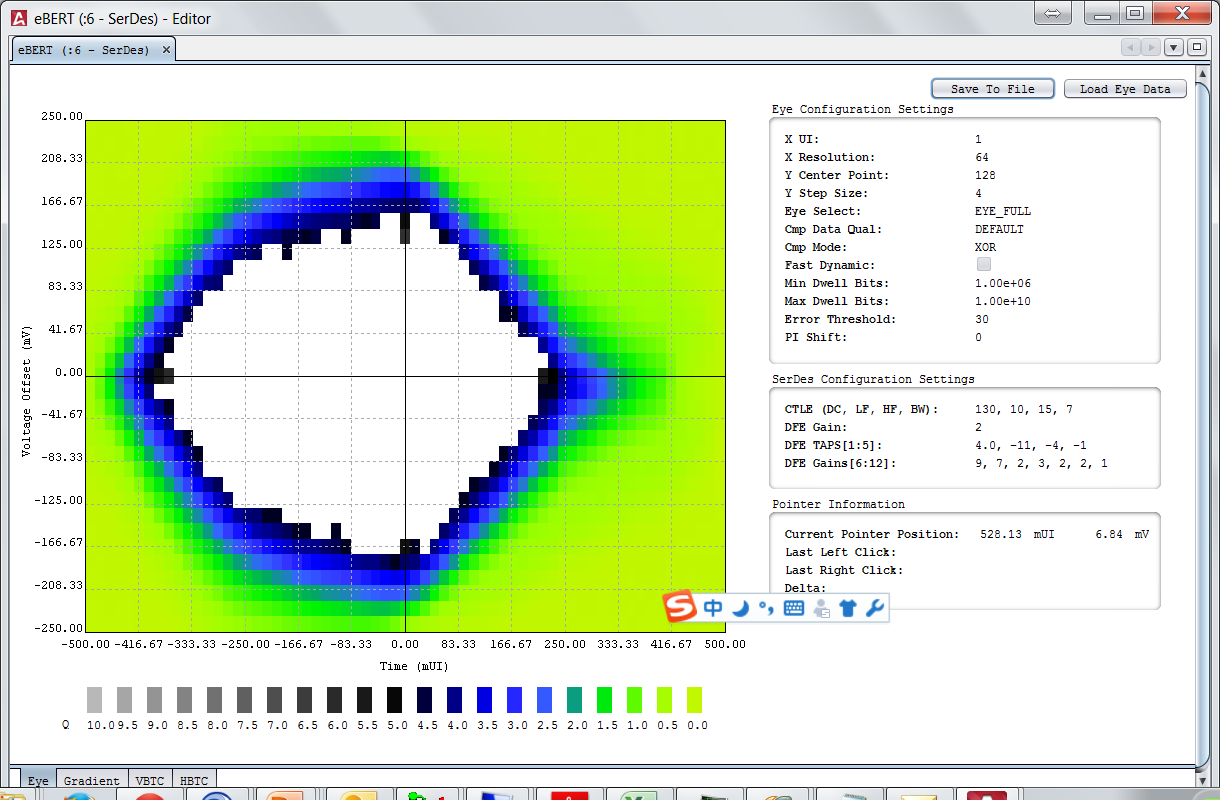 eBERT (:6 - SerDes) - Editor
eBERT (:6 - SerDes)
Save To File
Load Eye Data
Eye Configuration Settings
X UI: 1
X Resolution: 64
Y Center Point: 128
Y Step Size: 4
Eye Select: EYE_FULL
Cmp Data Qual: DEFAULT
Cmp Mode: XOR
Fast Dynamic:
Min Dwell Bits: 1.00e+06
Max Dwell Bits: 1.00e+10
Error Threshold: 30
PI Shift: 0
SerDes Configuration Settings
CTLE (DC, LF, HF, BW): 130, 10, 15, 7
DFE Gain: 2
DFE TAPS[1:5]: 4.0, -11, -4, -1
DFE Gains[6:12]: 9, 7, 2, 3, 2, 2, 1
Pointer Information
Current Pointer Position: 528.13 mUI 6.84 mV
Last Left Click:
Last Right Click:
Delta:
S 中
250.00
208.33
166.67
125.00
83.33
41.67
0.00
-41.67
-83.33
-125.00
-166.67
-208.33
-250.00
Voltage Offset (mV)
-500.00 -416.67 -333.33 -250.00 -166.67 -83.33 0.00 83.33 166.67 250.00 333.33 416.67 500.00
Time (mUI)
Q 10.0 9.5 9.0 8.5 8.0 7.5 7.0 6.5 6.0 5.5 5.0 4.5 4.0 3.5 3.0 2.5 2.0 1.5 1.0 0.5 0.0
Eye Gradient VBTC HBTC